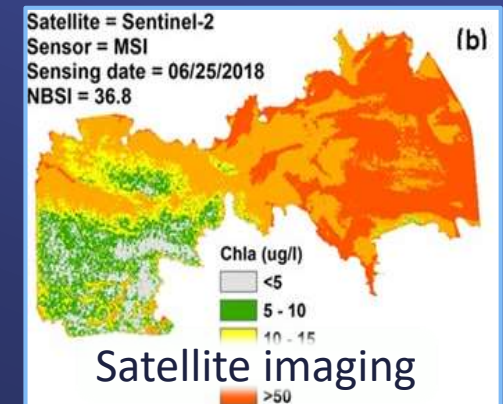 Satellite = Sentinel-2
Sensor = MSI
Sensing date = 06/25/2018
NBSI = 36.8
(b)
Chla (ug/l)
<5
5 - 10
10 - 15
Satellite imaging
>50